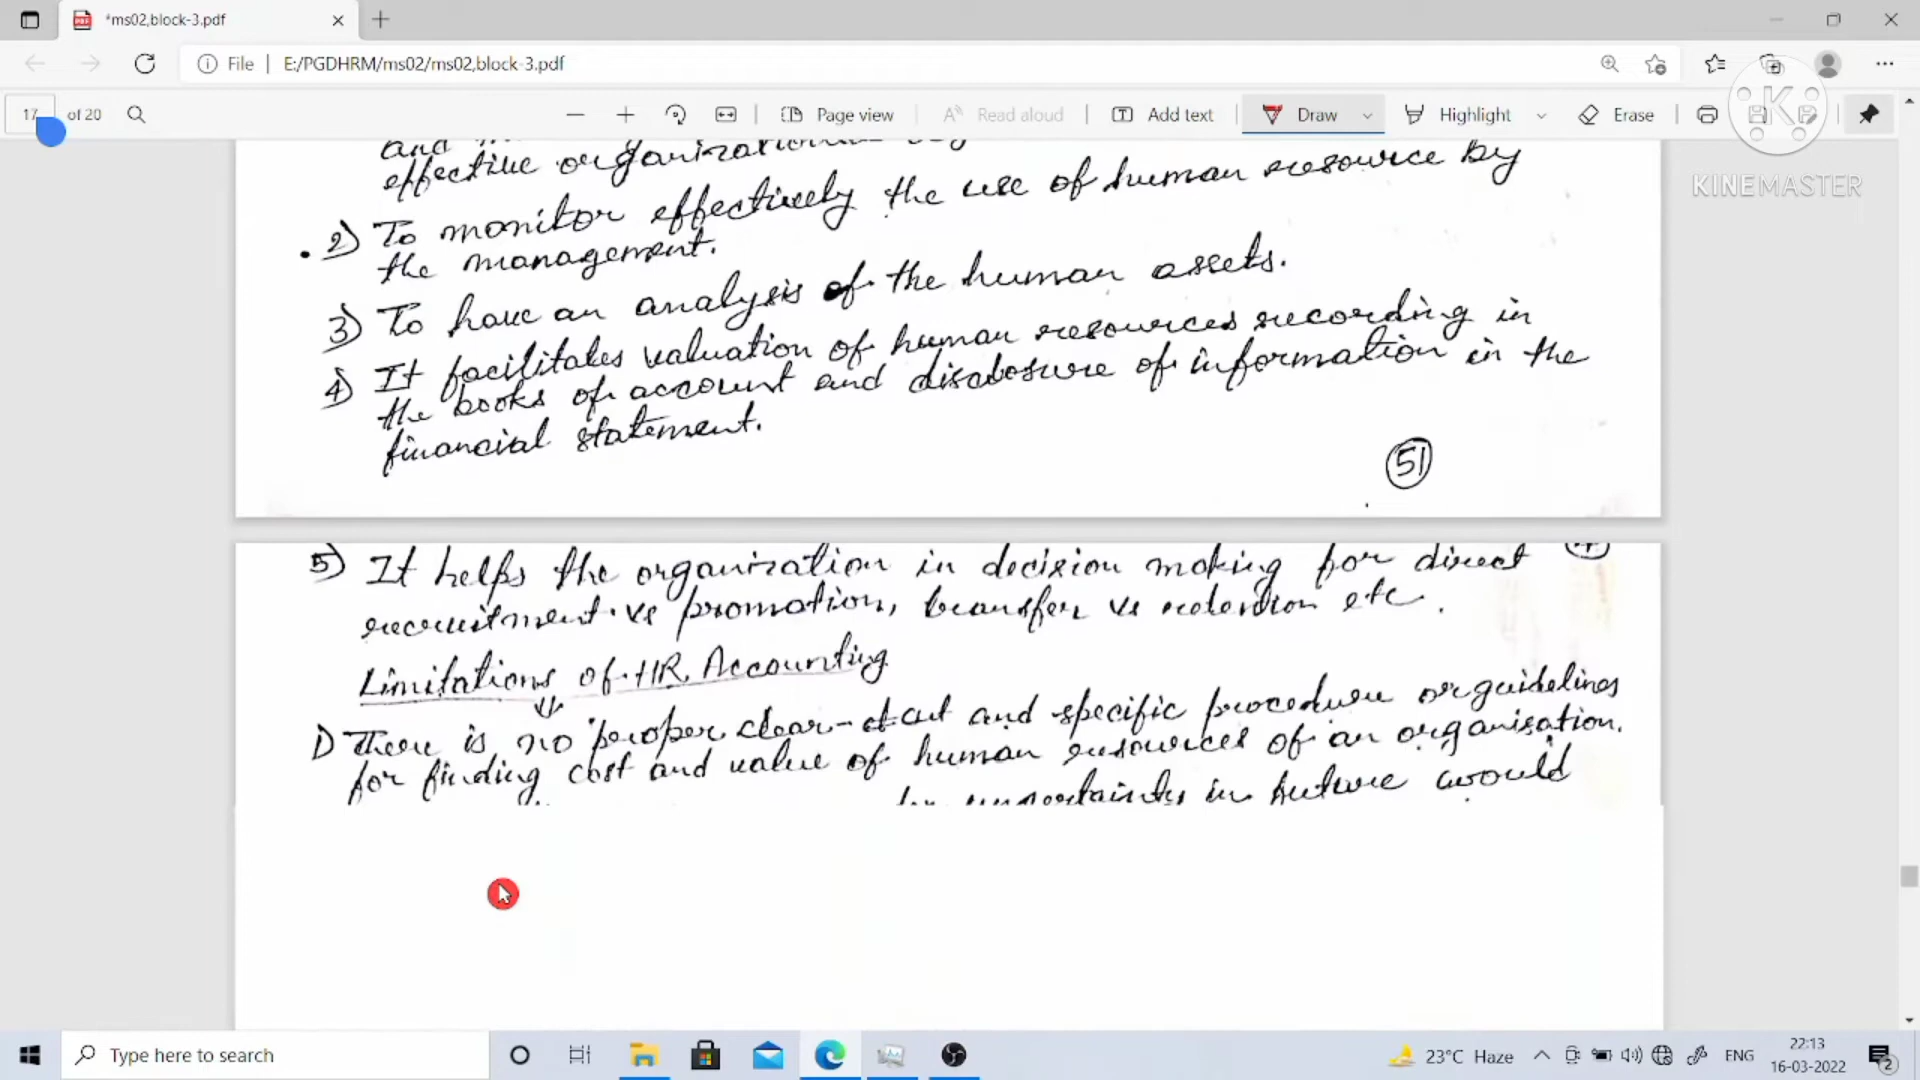 *ms02,block-3.pdf
File | E:/PGDHRM/ms02/ms02,block-3.pdf
17 of 20 Page view Read aloud Add text Draw Highlight Erase
KINEMASTER
and
effective organizational
2) To monitor effectively the use of human resource by
the management.
3) To have an analysis of the human assets.
4) It facilitates valuation of human resources recording in
the books of account and disclosure of information in the
financial statement.
51
5) It helps the organization in decision making for direct
recruitment vs promotion, transfer vs retention etc.
Limitations of HR Accounting
1) There is no proper clear-cut and specific procedure or guidelines
for finding cost and value of human resources of an organisation.
uncertainty in future would
Type here to search
23°C Haze
ENG
22:13
16-03-2022
2